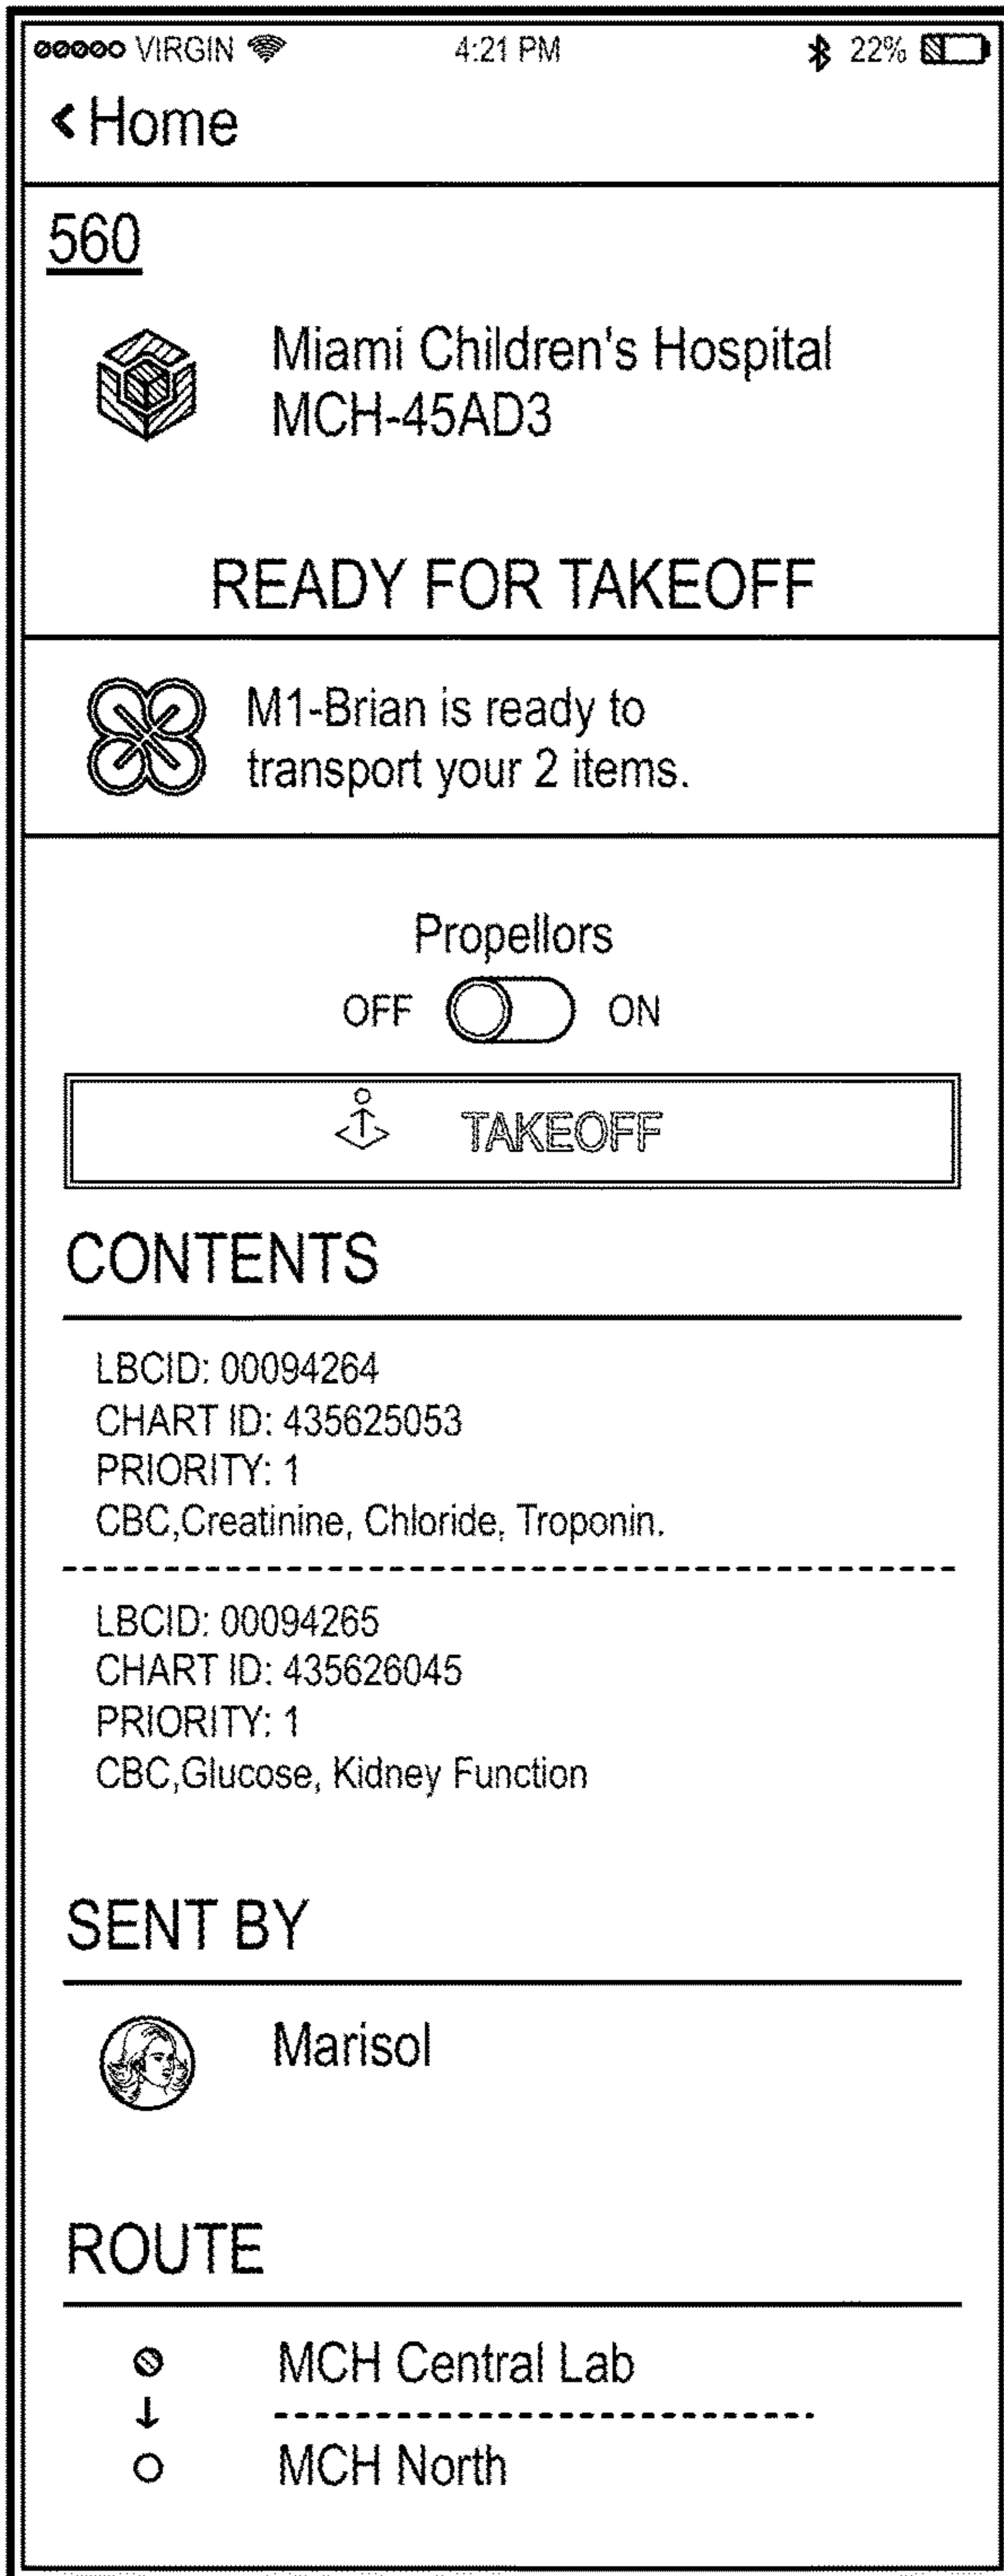 VIRGIN 4:21 PM 22%
< Home
560
Miami Children's Hospital
MCH-45AD3
READY FOR TAKEOFF
M1-Brian is ready to
transport your 2 items.
Propellors
OFF ON
TAKEOFF
CONTENTS
LBCID: 00094264
CHART ID: 435625053
PRIORITY: 1
CBC,Creatinine, Chloride, Troponin.
LBCID: 00094265
CHART ID: 435626045
PRIORITY: 1
CBC,Glucose, Kidney Function
SENT BY
Marisol
ROUTE
MCH Central Lab
MCH North